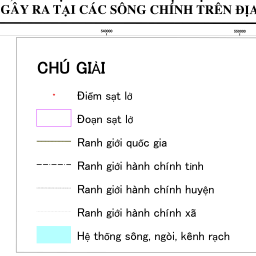 GÂY RA TẠI CÁC SÔNG CHÍNH TRÊN ĐỊA
540000 550000
CHÚ GIẢI
Điểm sạt lở
Đoạn sạt lở
Ranh giới quốc gia
Ranh giới hành chính tỉnh
Ranh giới hành chính huyện
Ranh giới hành chính xã
Hệ thống sông, ngòi, kênh rạch